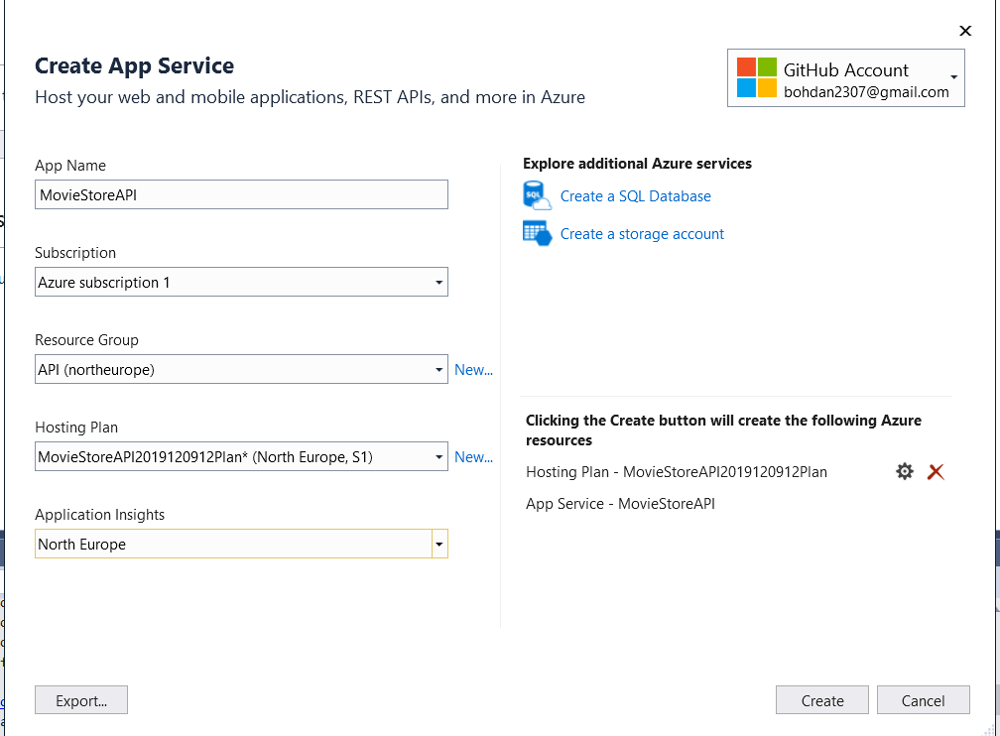 Create App Service
Host your web and mobile applications, REST APIs, and more in Azure
GitHub Account
bohdan2307@gmail.com
App Name
MovieStoreAPI
Subscription
Azure subscription 1
Resource Group
API (northeurope)
New...
Hosting Plan
MovieStoreAPI2019120912Plan* (North Europe, S1)
New...
Application Insights
North Europe
Explore additional Azure services
SQL
Create a SQL Database
Create a storage account
Clicking the Create button will create the following Azure
resources
Hosting Plan - MovieStoreAPI2019120912Plan
App Service - MovieStoreAPI
Export...
Create
Cancel